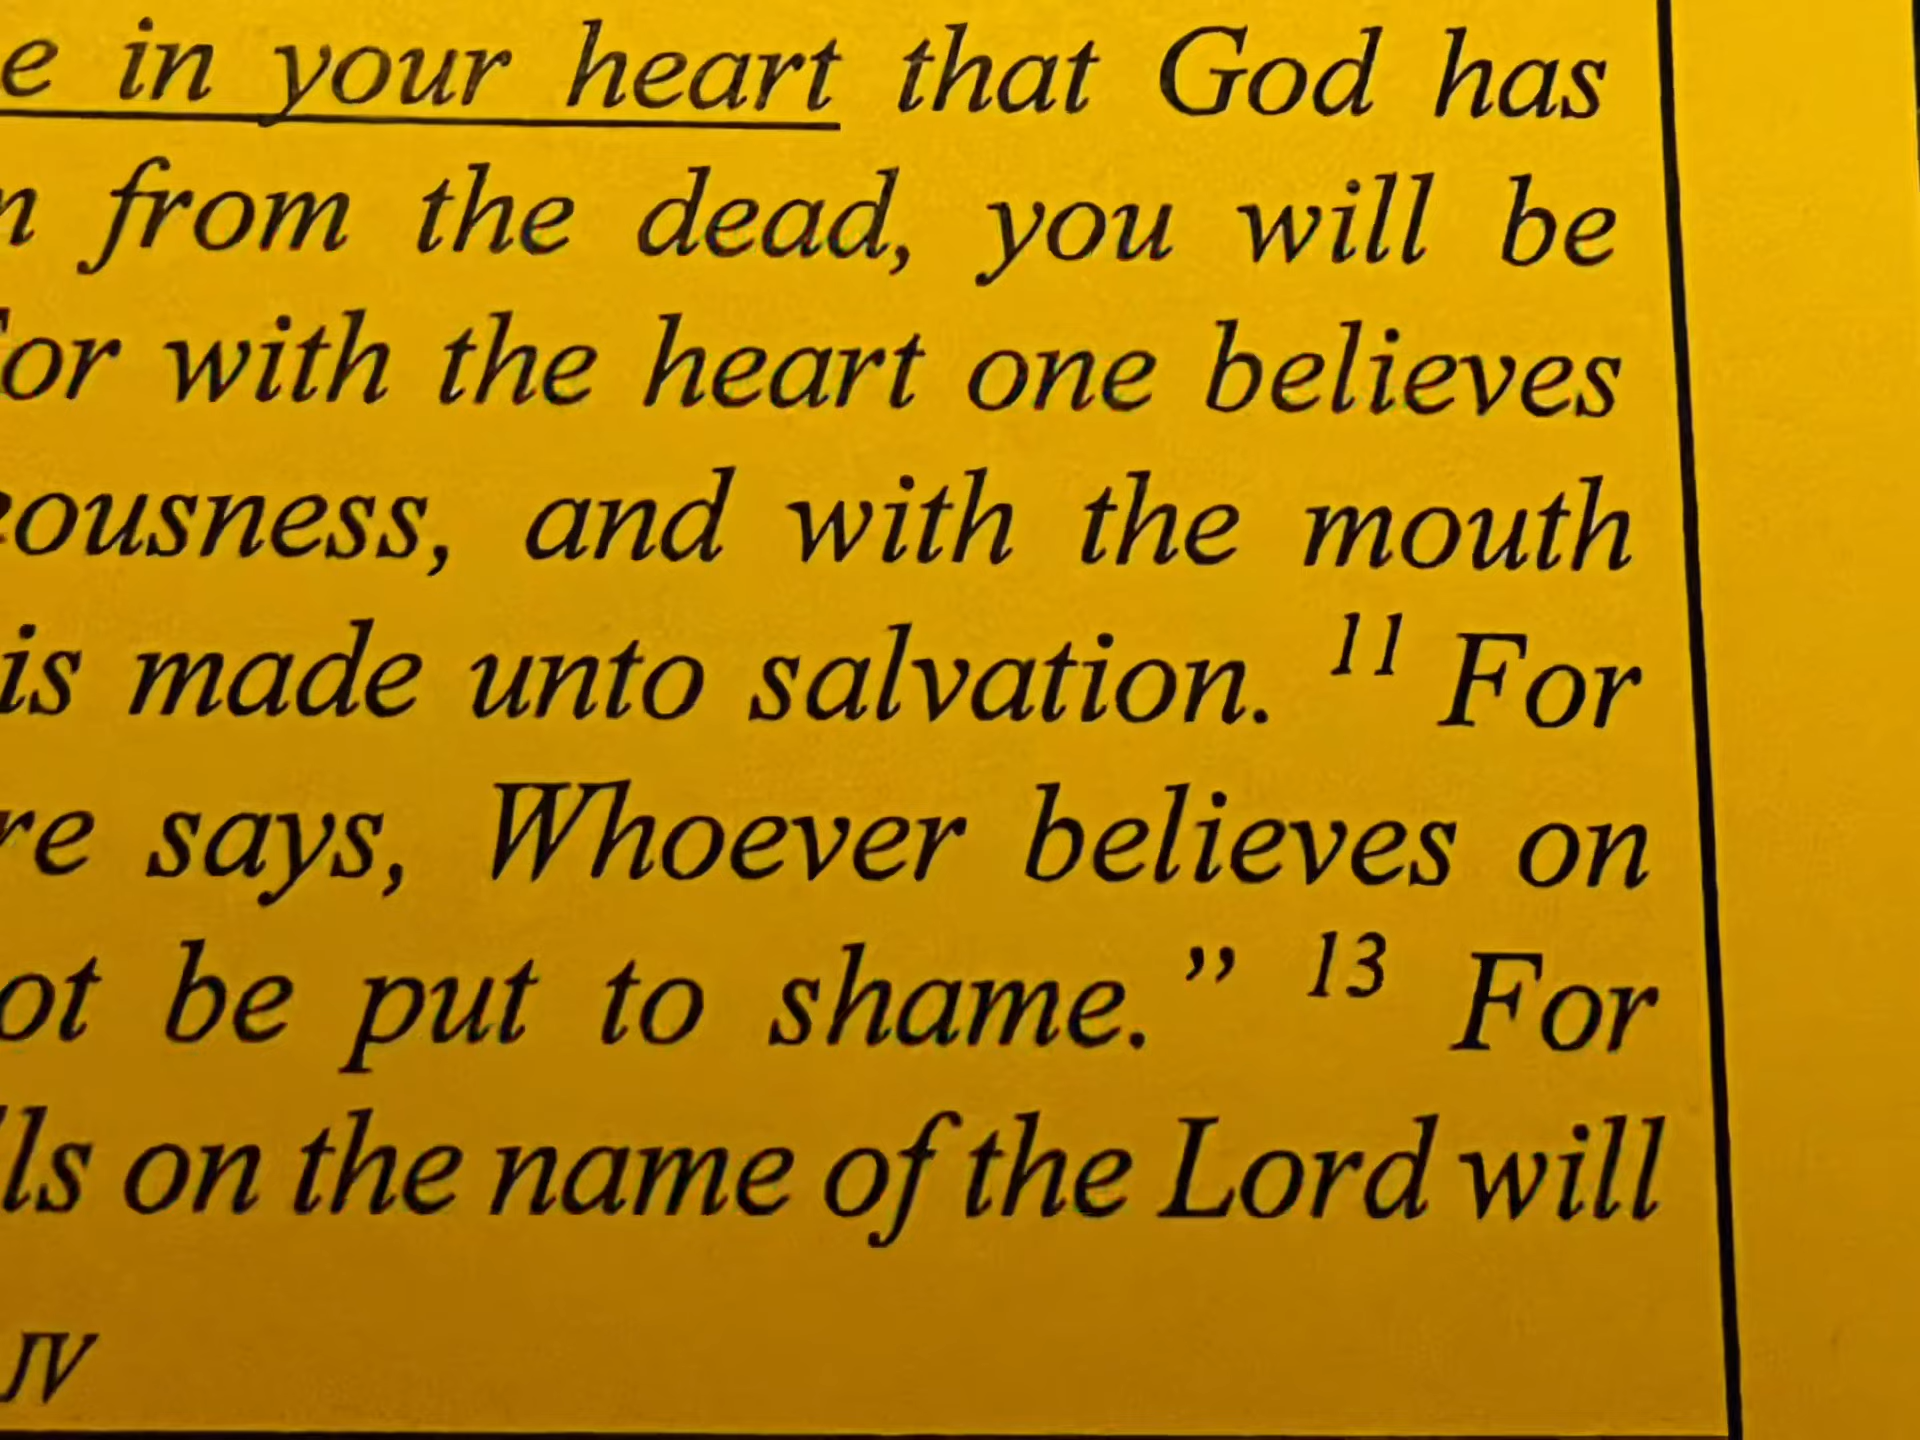 e in your heart that God has
n from the dead, you will be
or with the heart one believes
eousness, and with the mouth
is made unto salvation. 11 For
re says, Whoever believes on
ot be put to shame.” 13 For
lls on the name of the Lord will
JV